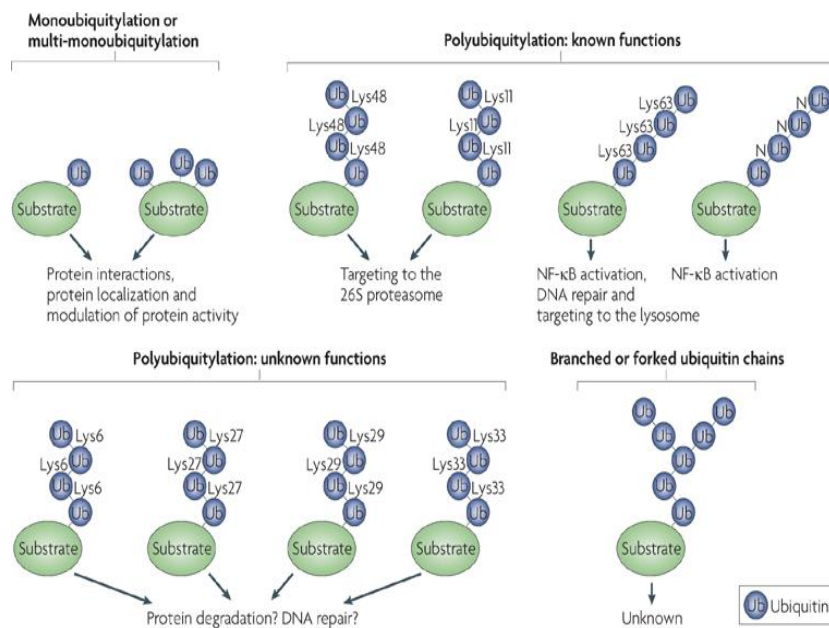 Monoubiquitylation or
multi-monoubiquitylation
Polyubiquitylation: known functions
Ub
Ub Ub Ub
Substrate
Substrate
Ub Lys48
Lys48 Ub
Ub Lys48
Ub
Substrate
Ub Lys11
Lys11 Ub
Ub Lys11
Ub
Substrate
Lys63 Ub
Lys63 Ub
Lys63 Ub
Ub
Substrate
N Ub
N Ub
N Ub
Ub
Substrate
Protein interactions,
protein localization and
modulation of protein activity
Targeting to the
26S proteasome
NF-κB activation,
DNA repair and
targeting to the lysosome
NF-κB activation
Polyubiquitylation: unknown functions
Branched or forked ubiquitin chains
Ub Lys6
Lys6 Ub
Ub Lys6
Ub
Substrate
Ub Lys27
Lys27 Ub
Ub Lys27
Ub
Substrate
Ub Lys29
Lys29 Ub
Ub Lys29
Ub
Substrate
Ub Lys33
Lys33 Ub
Ub Lys33
Ub
Substrate
Ub Ub
Ub Ub
Ub
Ub
Ub
Substrate
Protein degradation? DNA repair?
Unknown
Ub Ubiquitin